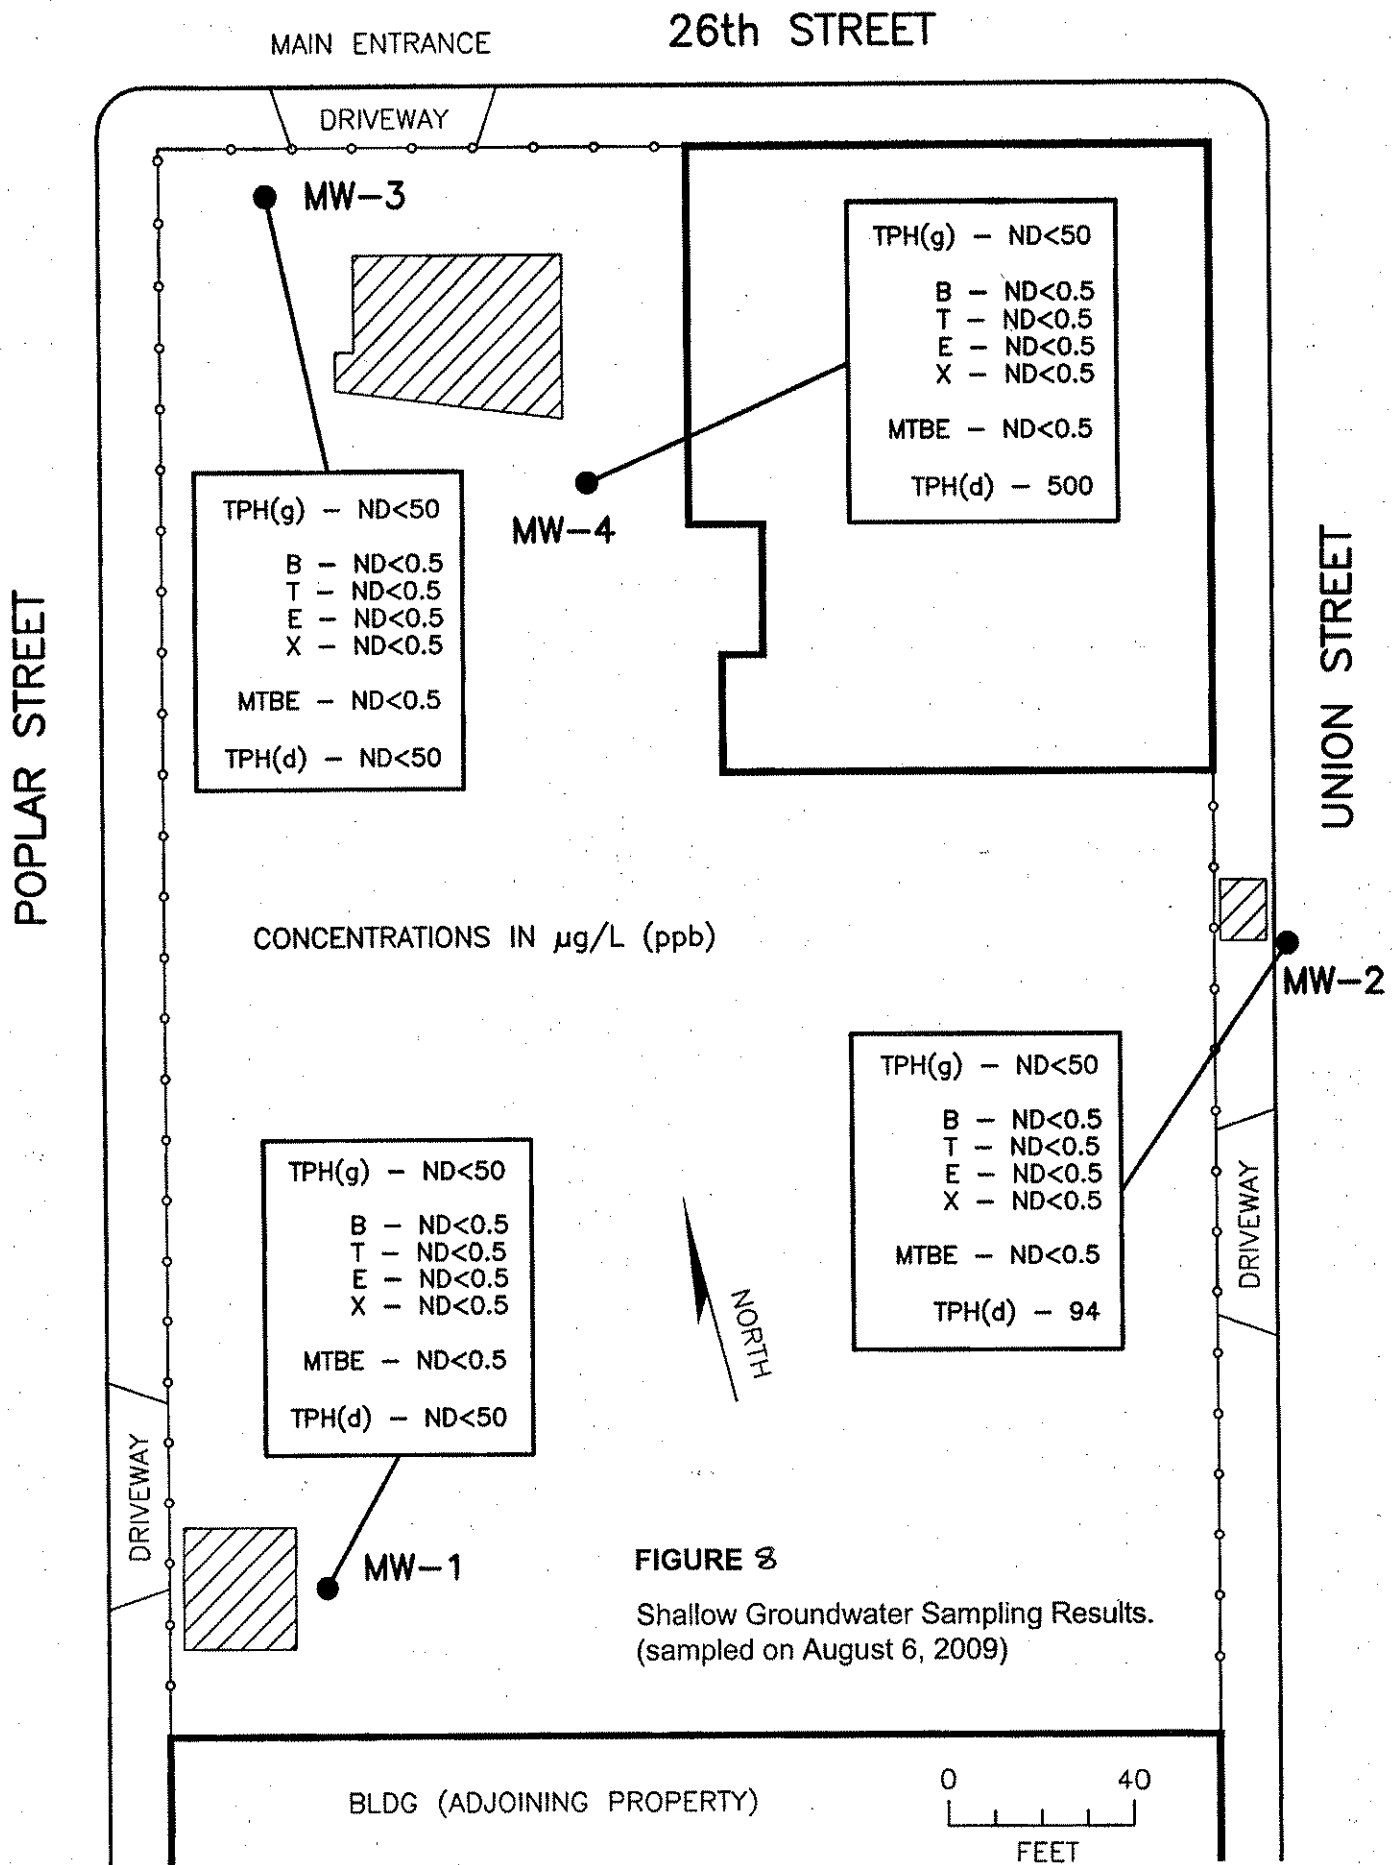 26th STREET
MAIN ENTRANCE
DRIVEWAY
MW-3
TPH(g) - ND<50
B - ND<0.5
T - ND<0.5
E - ND<0.5
X - ND<0.5
MTBE - ND<0.5
TPH(d) - 500
MW-4
TPH(g) - ND<50
B - ND<0.5
T - ND<0.5
E - ND<0.5
X - ND<0.5
MTBE - ND<0.5
TPH(d) - ND<50
POPLAR STREET
UNION STREET
CONCENTRATIONS IN µg/L (ppb)
MW-2
TPH(g) - ND<50
B - ND<0.5
T - ND<0.5
E - ND<0.5
X - ND<0.5
MTBE - ND<0.5
TPH(d) - 94
DRIVEWAY
TPH(g) - ND<50
B - ND<0.5
T - ND<0.5
E - ND<0.5
X - ND<0.5
MTBE - ND<0.5
TPH(d) - ND<50
NORTH
DRIVEWAY
MW-1
FIGURE 8
Shallow Groundwater Sampling Results.
(sampled on August 6, 2009)
BLDG (ADJOINING PROPERTY)
0 40
FEET